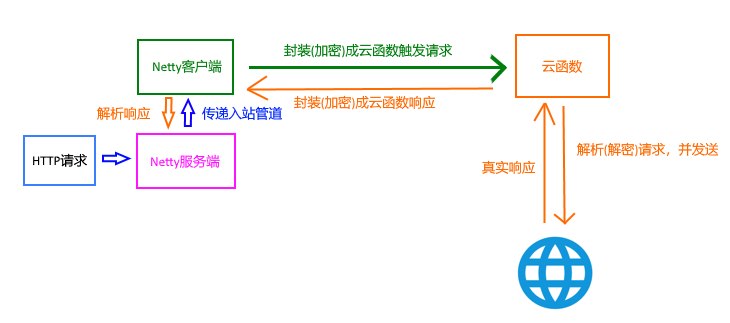 封装(加密)成云函数触发请求
Netty客户端
云函数
封装(加密)成云函数响应
解析响应
传递入站管道
HTTP请求
Netty服务端
真实响应
解析(解密)请求，并发送